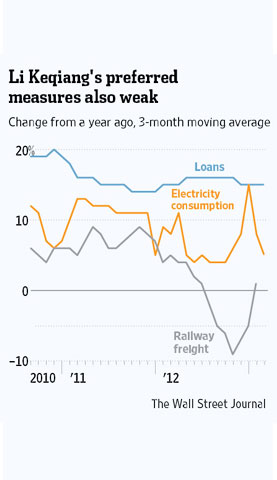 Li Keqiang's preferred
measures also weak
Change from a year ago, 3-month moving average
20%
Loans
Electricity
consumption
10
0
Railway
freight
-10
2010 '11 '12
The Wall Street Journal